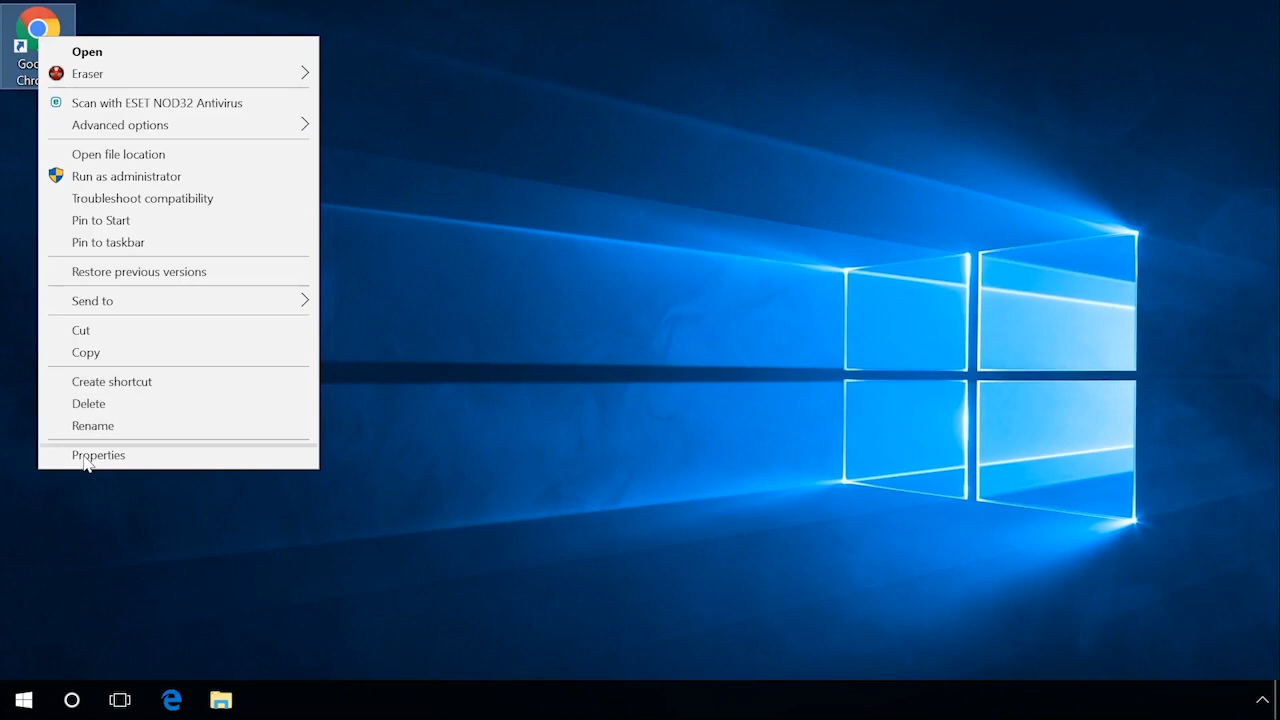 Open
Eraser
Scan with ESET NOD32 Antivirus
Advanced options
Open file location
Run as administrator
Troubleshoot compatibility
Pin to Start
Pin to taskbar
Restore previous versions
Send to
Cut
Copy
Create shortcut
Delete
Rename
Properties